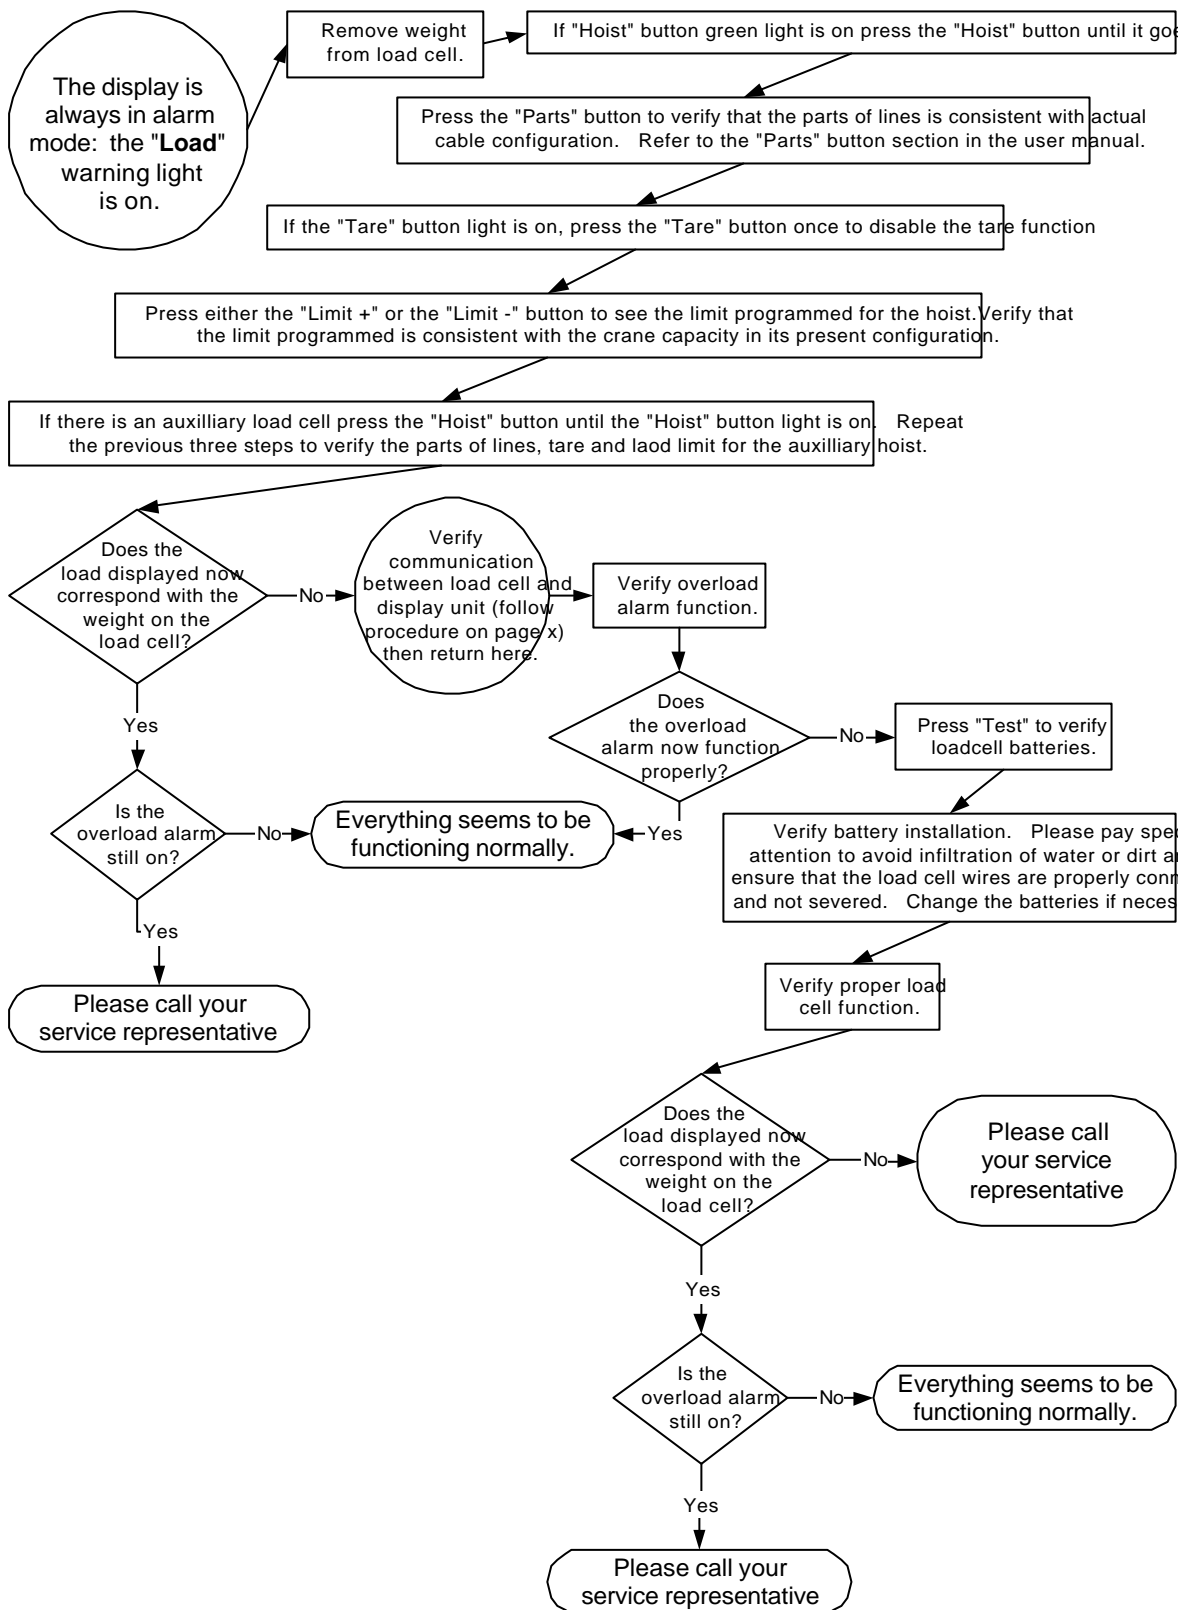 The display is
always in alarm
mode: the "Load"
warning light
is on.
Remove weight
from load cell.
If "Hoist" button green light is on press the "Hoist" button until it
Press the "Parts" button to verify that the parts of lines is consistent with actual
cable configuration. Refer to the "Parts" button section in the user manual.
If the "Tare" button light is on, press the "Tare" button once to disable the tare function
Press either the "Limit +" or the "Limit -" button to see the limit programmed for the hoist. Verify that
the limit programmed is consistent with the crane capacity in its present configuration.
If there is an auxilliary load cell press the "Hoist" button until the "Hoist" button light is on. Repeat
the previous three steps to verify the parts of lines, tare and laod limit for the auxilliary hoist.
Does the
load displayed now
correspond with the
weight on the
load cell?
No
Verify
communication
between load cell and
display unit (follow
procedure on page x)
then return here.
Verify overload
alarm function.
Yes
Does
the overload
alarm now function
properly?
No
Press "Test" to verify
loadcell batteries.
Is the
overload alarm
still on?
No
Everything seems to be
functioning normally.
Yes
Verify battery installation. Please pay
attention to avoid infiltration of water or dirt
ensure that the load cell wires are properly
and not severed. Change the batteries if
Yes
Please call your
service representative
Verify proper load
cell function.
Does the
load displayed now
correspond with the
weight on the
load cell?
No
Please call
your service
representative
Yes
Is the
overload alarm
still on?
No
Everything seems to be
functioning normally.
Yes
Please call your
service representative